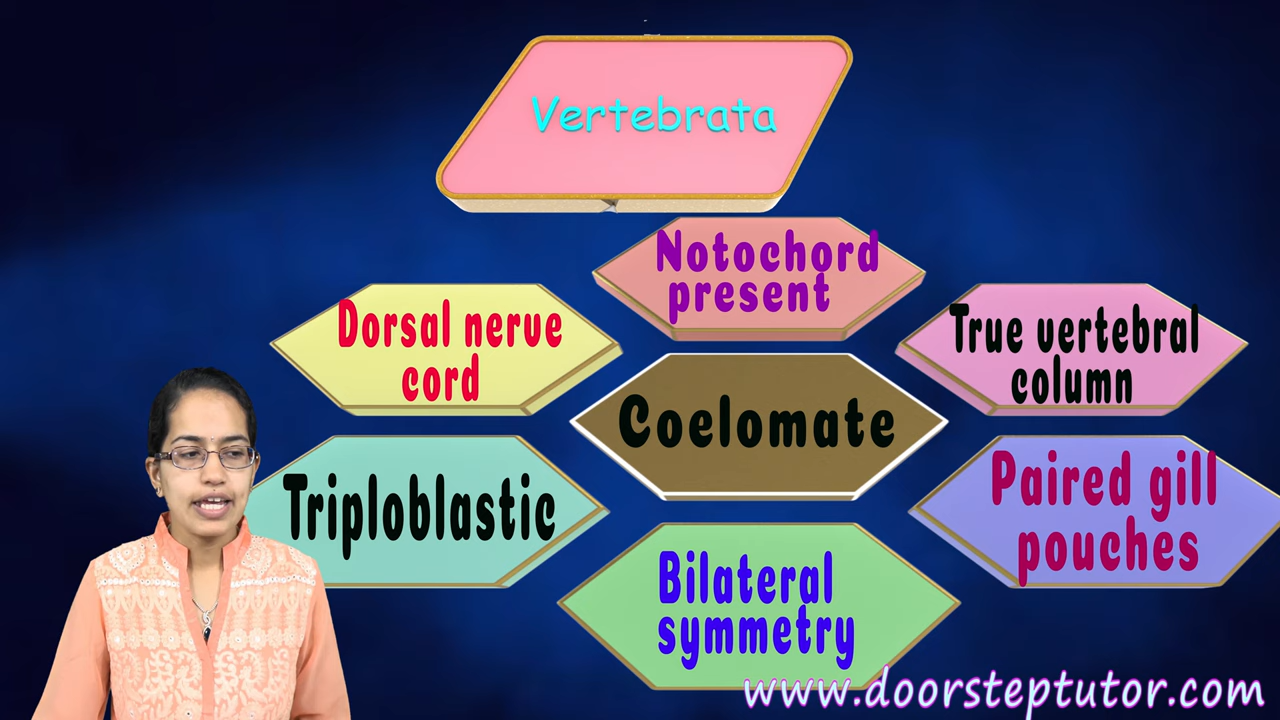 Vertebrata
Notochord
present
Dorsal nerve
cord
True vertebral
column
Coelomate
Triploblastic
Paired gill
pouches
Bilateral
symmetry
www.doorsteptutor.com